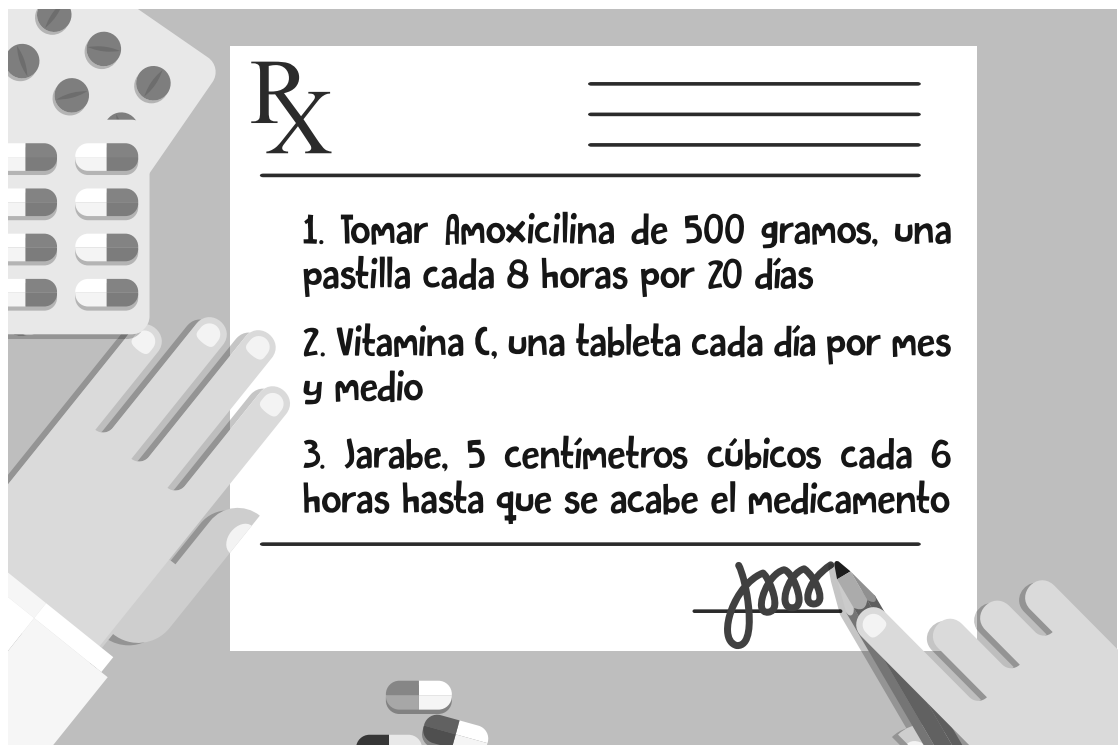 Rx
1. Tomar Amoxicilina de 500 gramos, una
pastilla cada 8 horas por 20 días
2. Vitamina C, una tableta cada día por mes
y medio
3. Jarabe, 5 centímetros cúbicos cada 6
horas hasta que se acabe el medicamento